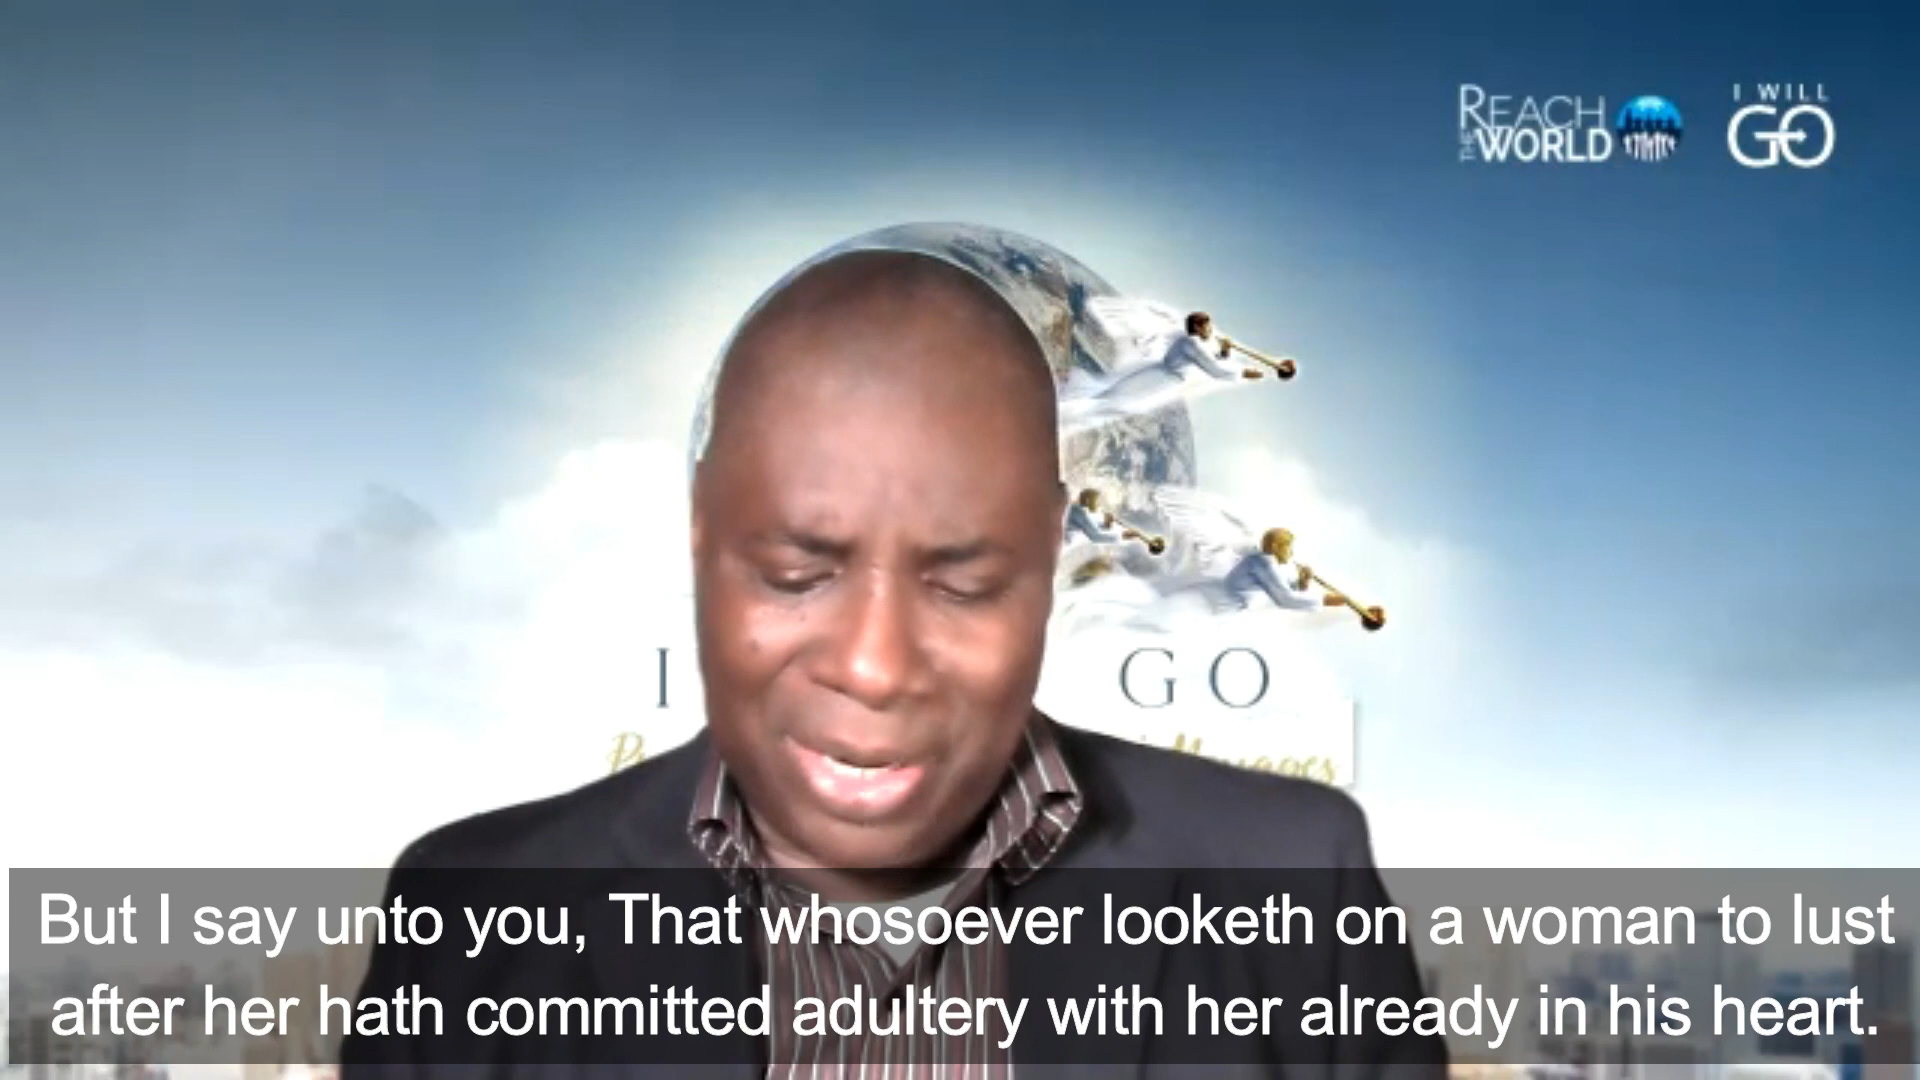 REACH
THE WORLD
I WILL
GO
I GO
But I say unto you, That whosoever looketh on a woman to lust
after her hath committed adultery with her already in his heart.